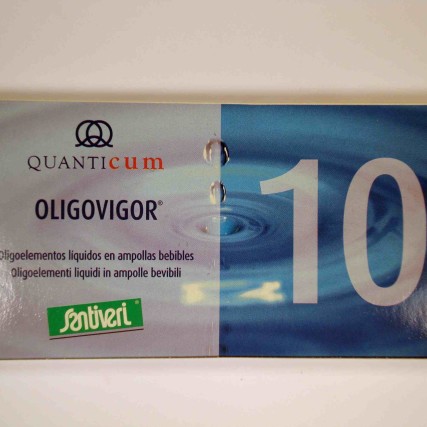 QUANTICUM
OLIGOVIGOR®
Oligoelementos líquidos en ampollas bebibles
Oligoelementi liquidi in ampolle bevibili
Santiveri
10